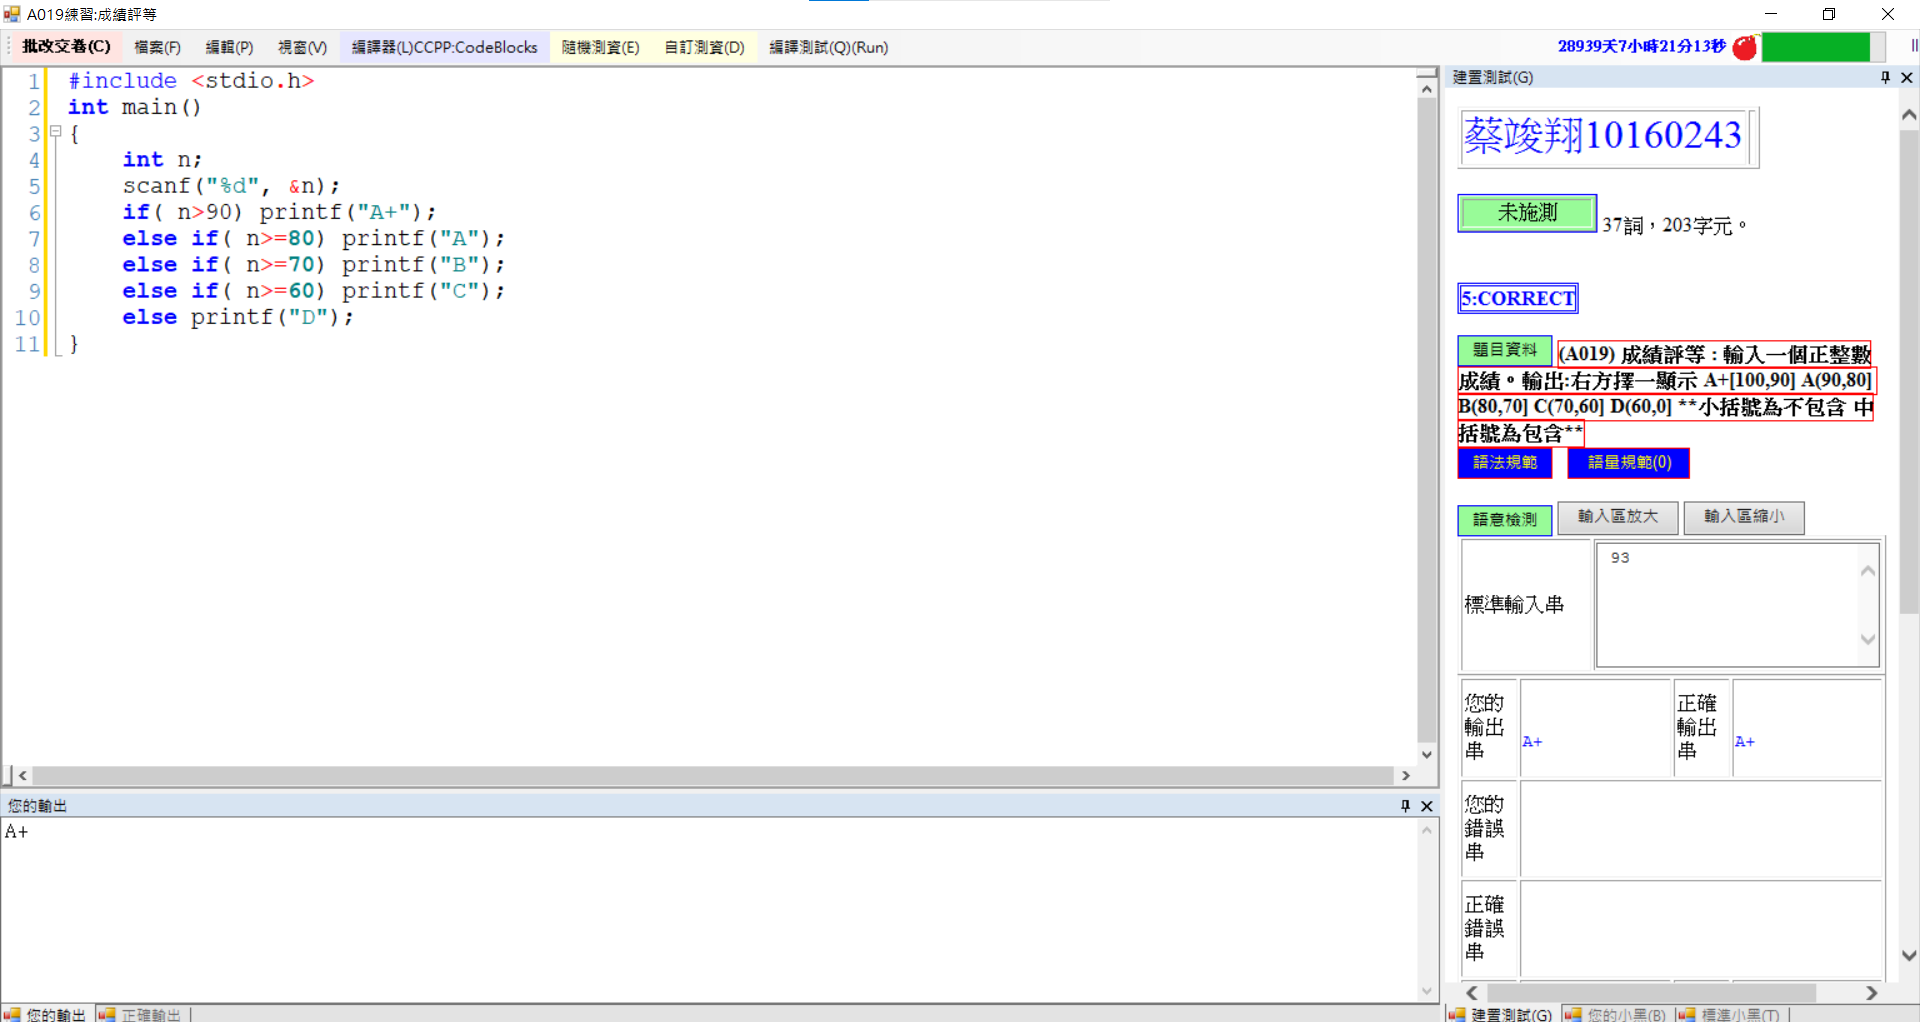 A019練習:成績評等
批改交卷(C) 檔案(F) 編輯(P) 視窗(V) 編譯器(L)CCPP:CodeBlocks 隨機測資(E) 自訂測資(D) 編譯測試(Q)(Run) 28939天7小時21分13秒
1 #include <stdio.h>
2 int main()
3 {
4 int n;
5 scanf("%d", &n);
6 if( n>90) printf("A+");
7 else if( n>=80) printf("A");
8 else if( n>=70) printf("B");
9 else if( n>=60) printf("C");
10 else printf("D");
11 }
您的輸出
A+
您的輸出 正確輸出
建置測試(G)
蔡竣翔10160243
未施測 37詞，203字元。
5:CORRECT
題目資料 (A019) 成績評等 : 輸入一個正整數
成績。輸出:右方擇一顯示 A+[100,90] A(90,80]
B(80,70] C(70,60] D(60,0] **小括號為不包含 中
括號為包含**
語法規範 語量規範(0)
語意檢測 輸入區放大 輸入區縮小
標準輸入串 93
您的輸出串 A+ 正確輸出串 A+
您的錯誤串
正確錯誤串
建置測試(G) 您的小黑(B) 標準小黑(T)